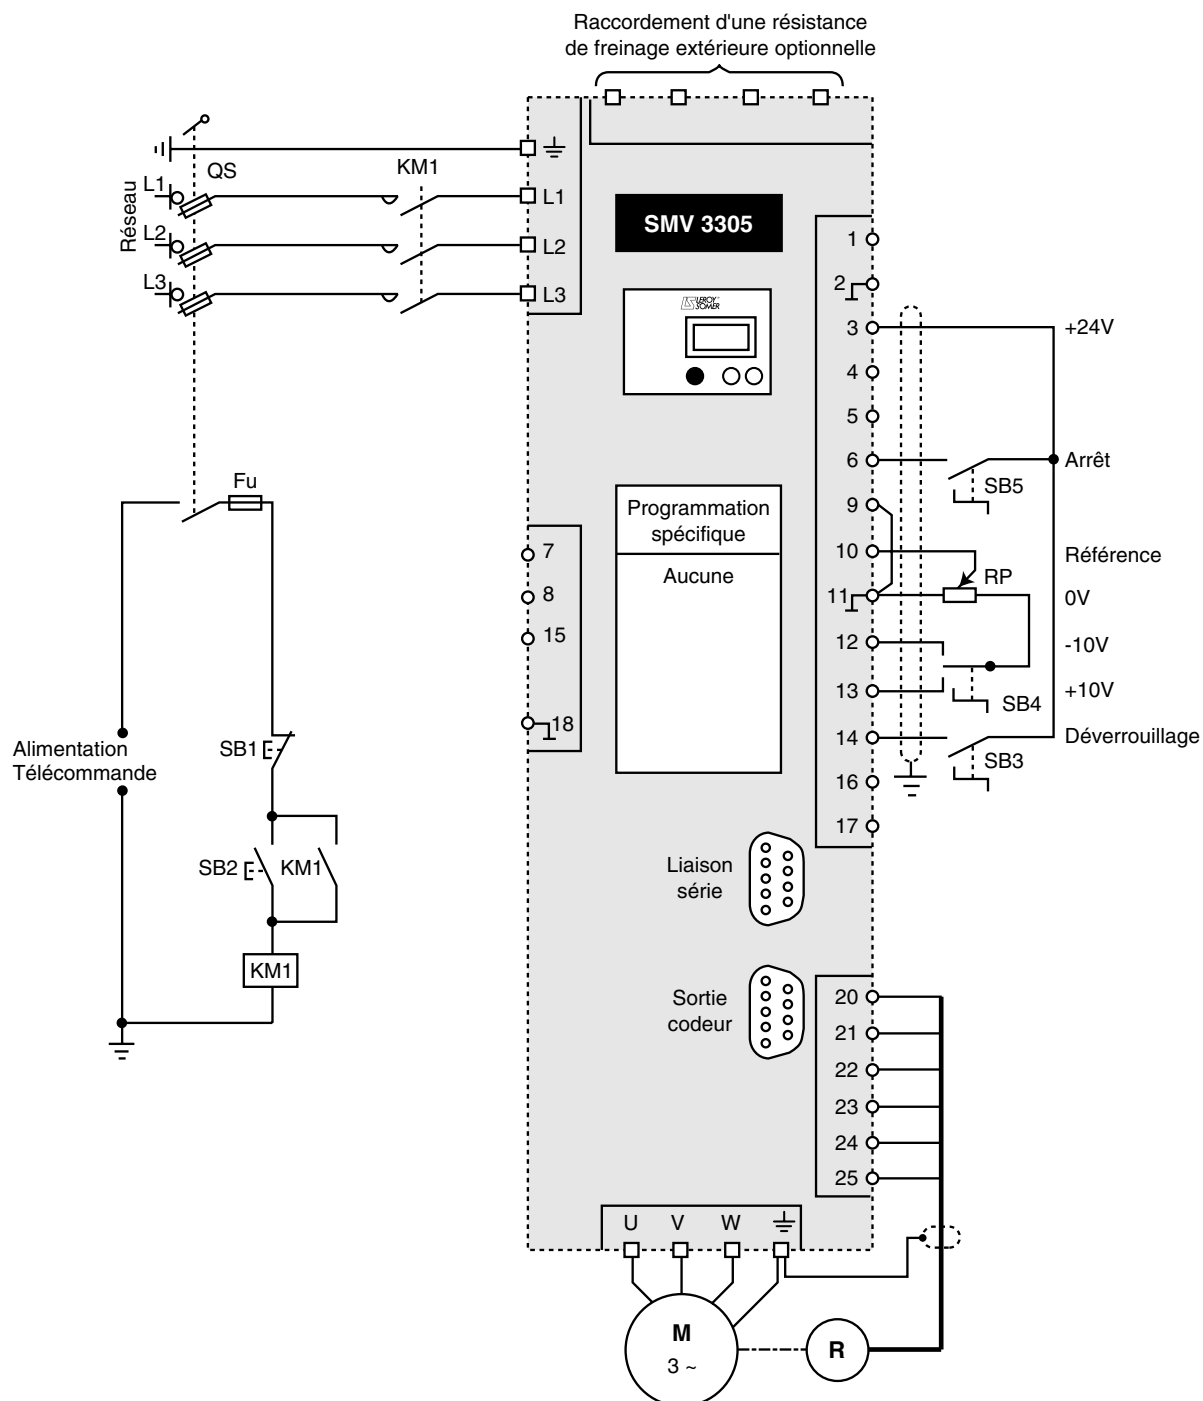 Raccordement d'une résistance
de freinage extérieure optionnelle
QS
KM1
Réseau
L1
L2
L3
L1
L2
L3
SMV 3305
LEROY
SOMER
1
2
3
4
5
6
9
10
11
12
13
14
16
17
+24V
Arrêt
SB5
Référence
RP
0V
-10V
+10V
SB4
Déverrouillage
SB3
Programmation
spécifique
Aucune
7
8
15
18
Fu
Alimentation
Télécommande
SB1
SB2
KM1
KM1
Liaison
série
Sortie
codeur
20
21
22
23
24
25
U V W
M
3 ~
R